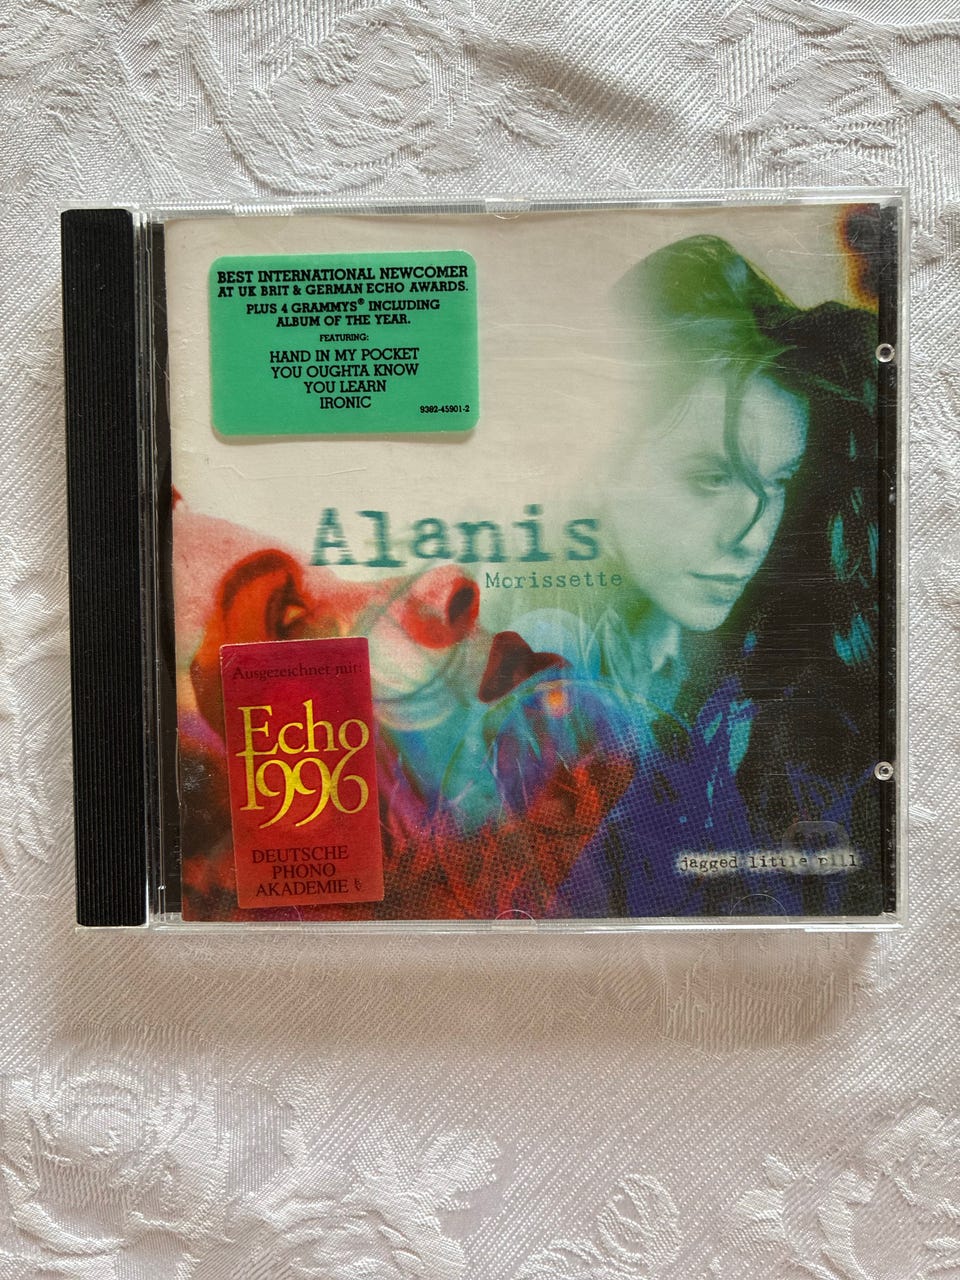 BEST INTERNATIONAL NEWCOMER
AT UK BRIT & GERMAN ECHO AWARDS.
PLUS 4 GRAMMYS® INCLUDING
ALBUM OF THE YEAR.
FEATURING:
HAND IN MY POCKET
YOU OUGHTA KNOW
YOU LEARN
IRONIC
9362-45901-2
Alanis
Morissette
Ausgezeichnet mit:
Echo
1996
DEUTSCHE
PHONO
AKADEMIE
jagged little pill